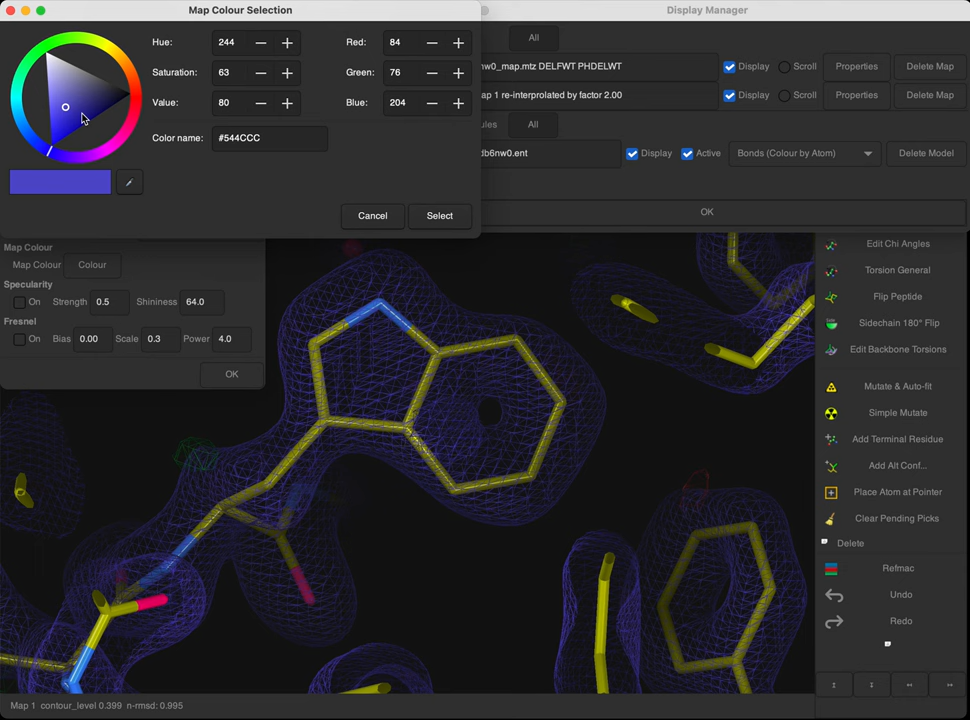 Map Colour Selection
Hue: 244 Red: 84
Saturation: 63 Green: 76
Value: 80 Blue: 204
Color name: #544CCC
Cancel Select
Display Manager
All
nw0_map.mtz DELFWT PHDELWT Display Scroll Properties Delete Map
ap 1 re-interpolated by factor 2.00 Display Scroll Properties Delete Map
ules All
db6nw0.ent Display Active Bonds (Colour by Atom) Delete Model
OK
Map Colour
Map Colour Colour
Specularity
On Strength 0.5 Shininess 64.0
Fresnel
On Bias 0.00 Scale 0.3 Power 4.0
OK
Edit Chi Angles
Torsion General
Flip Peptide
Side Sidechain 180° Flip
Edit Backbone Torsions
Mutate & Auto-fit
Simple Mutate
Add Terminal Residue
Add Alt Conf...
Place Atom at Pointer
Clear Pending Picks
Delete
Refmac
Undo
Redo
Map 1 contour_level 0.399 n-rmsd: 0.995